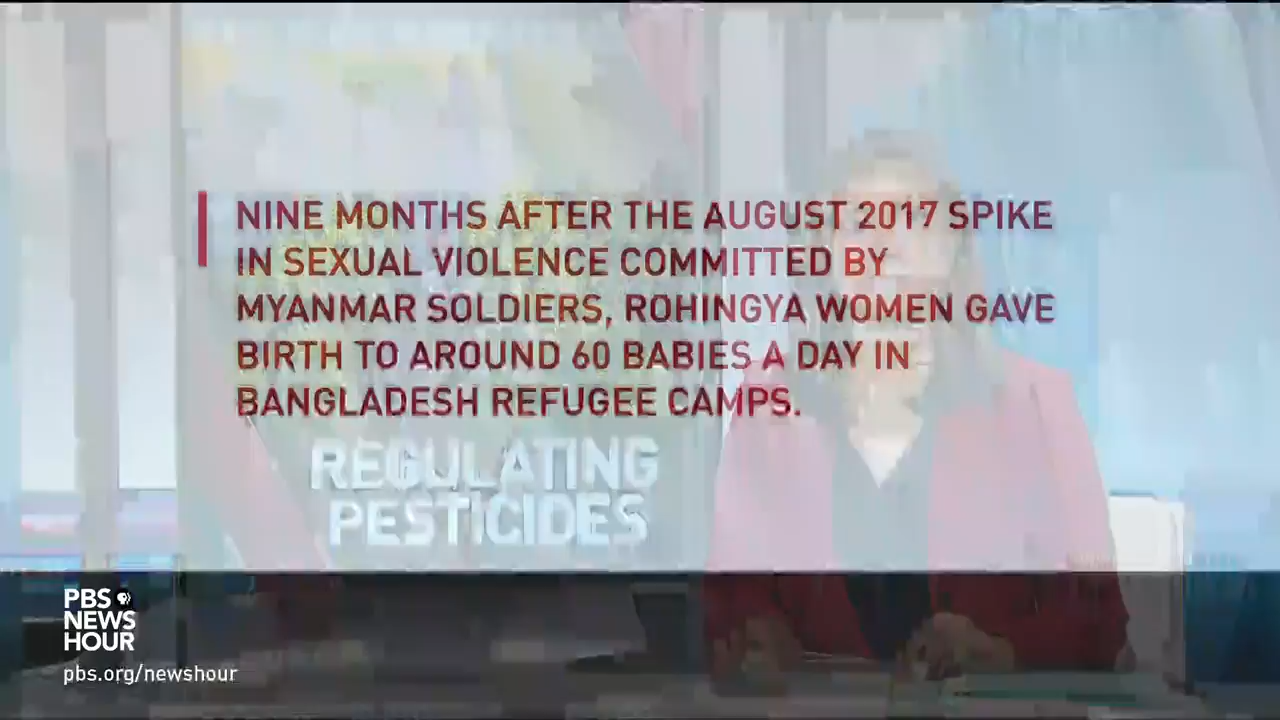 NINE MONTHS AFTER THE AUGUST 2017 SPIKE
IN SEXUAL VIOLENCE COMMITTED BY
MYANMAR SOLDIERS, ROHINGYA WOMEN GAVE
BIRTH TO AROUND 60 BABIES A DAY IN
BANGLADESH REFUGEE CAMPS.
REGULATING
PESTICIDES
PBS
NEWS
HOUR
pbs.org/newshour